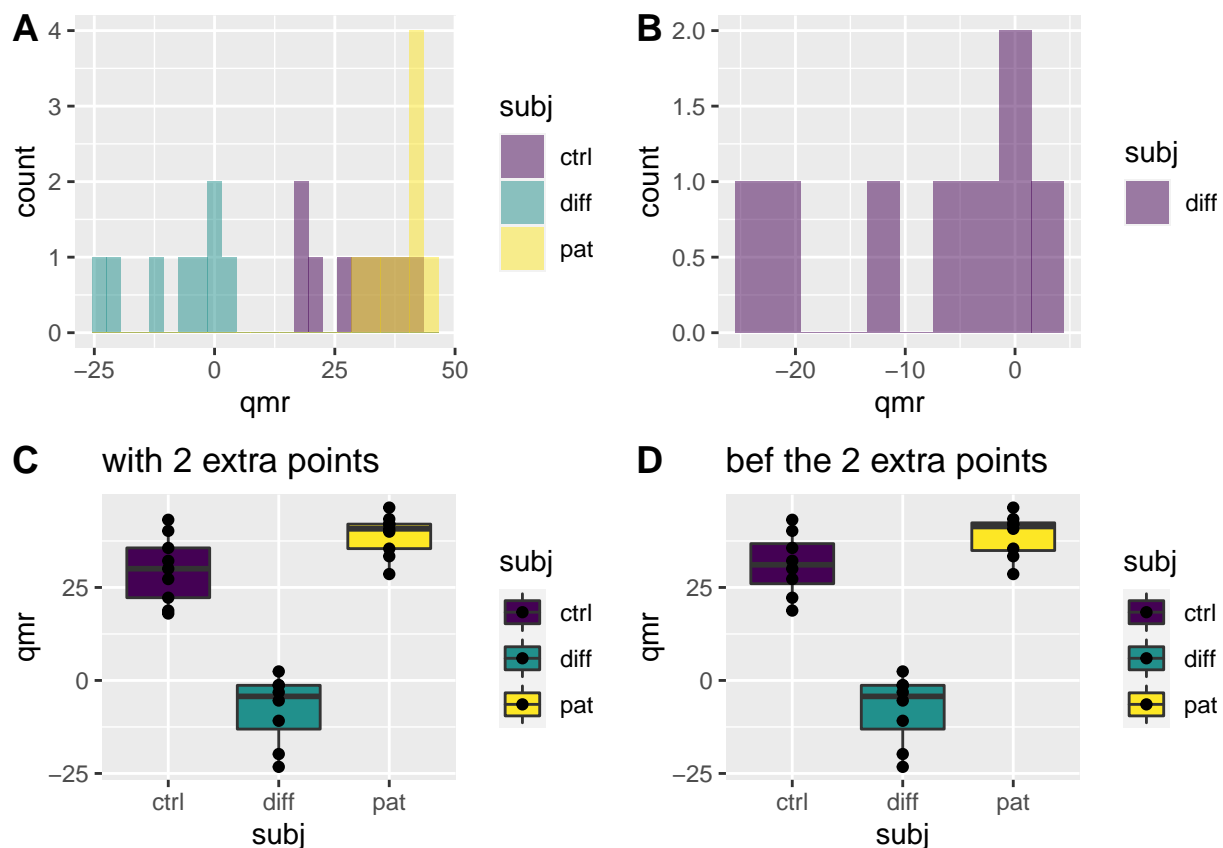 A
count
4
3
2
1
0
−25
0
25
50
qmr
subj
ctrl
diff
pat
B
count
2.0
1.5
1.0
0.5
0.0
−20
−10
0
qmr
subj
diff
C
with 2 extra points
qmr
25
0
−25
ctrl
diff
pat
subj
subj
ctrl
diff
pat
D
bef the 2 extra points
qmr
25
0
−25
ctrl
diff
pat
subj
subj
ctrl
diff
pat